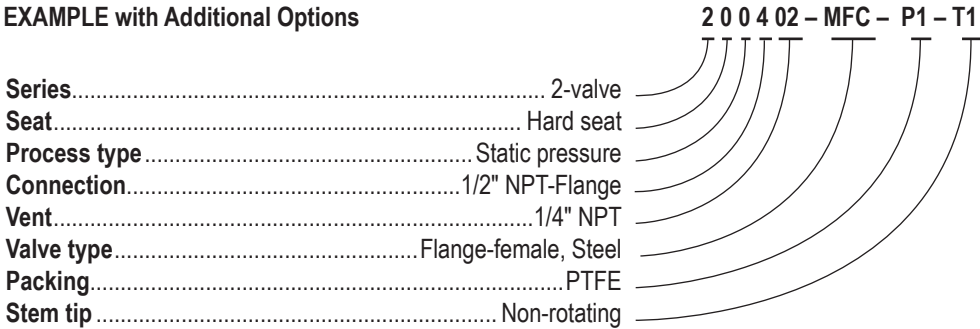 EXAMPLE with Additional Options 2 0 0 4 02 – MFC – P1 – T1
Series........................................................................................ 2-valve
Seat....................................................................................... Hard seat
Process type............................................................. Static pressure
Connection.............................................................1/2" NPT-Flange
Vent.........................................................................................1/4" NPT
Valve type........................................................Flange-female, Steel
Packing.........................................................................................PTFE
Stem tip.......................................................................... Non-rotating